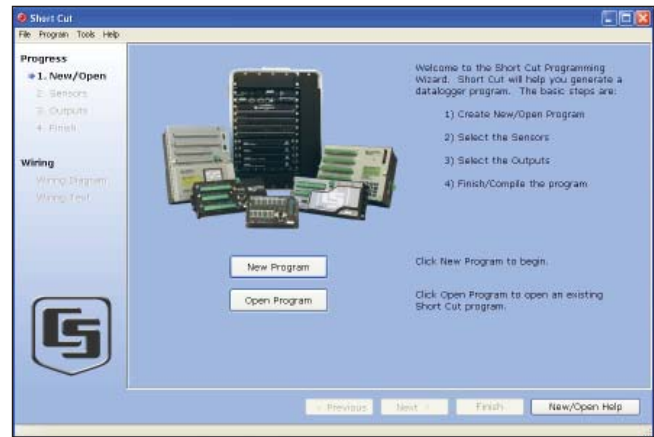 Short Cut
File Program Tools Help
Progress
1. New/Open
2. Sensors
3. Outputs
4. Finish
Wiring
Wiring Diagram
Wiring Text
Welcome to the Short Cut Programming
Wizard. Short Cut will help you generate a
datalogger program. The basic steps are:
1) Create New/Open Program
2) Select the Sensors
3) Select the Outputs
4) Finish/Compile the program
New Program
Click New Program to begin.
Open Program
Click Open Program to open an existing
Short Cut program.
CS
< Previous
Next >
Finish
New/Open Help